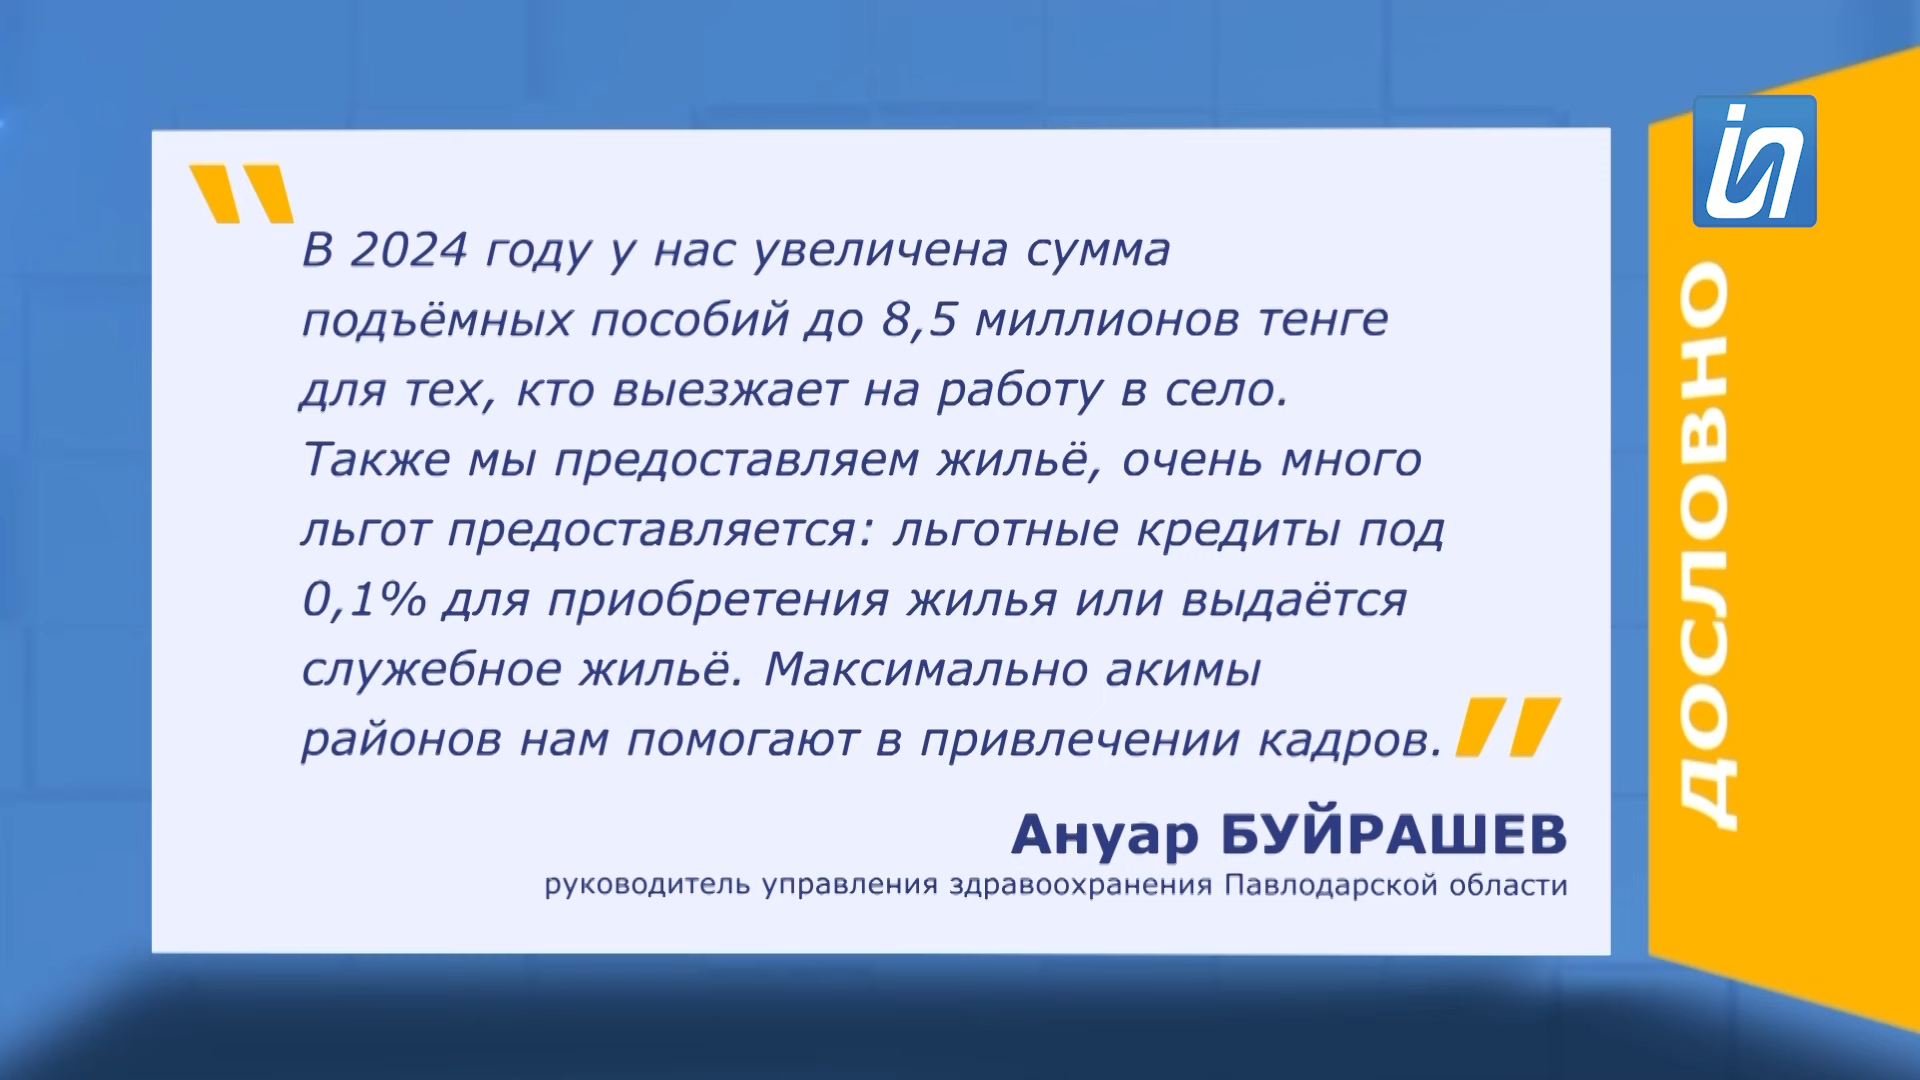 В 2024 году у нас увеличена сумма
подъёмных пособий до 8,5 миллионов тенге
для тех, кто выезжает на работу в село.
Также мы предоставляем жильё, очень много
льгот предоставляется: льготные кредиты под
0,1% для приобретения жилья или выдаётся
служебное жильё. Максимально акимы
районов нам помогают в привлечении кадров.
Ануар БУЙРАШЕВ
руководитель управления здравоохранения Павлодарской области
ДОСЛОВНО